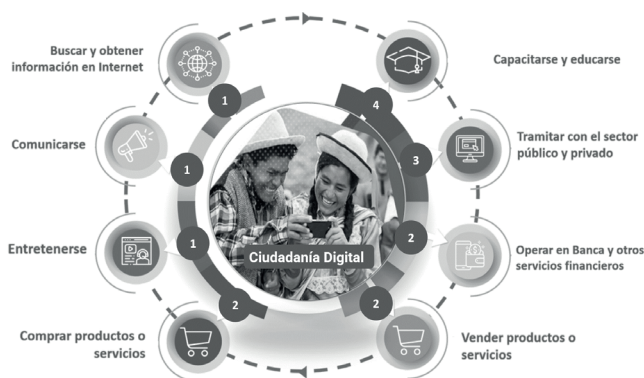 Buscar y obtener
información en Internet
1
Comunicarse
1
Entretenerse
1
Comprar productos o
servicios
2
Ciudadanía Digital
4
Capacitarse y educarse
3
Tramitar con el sector
público y privado
2
Operar en Banca y otros
servicios financieros
2
Vender productos o
servicios